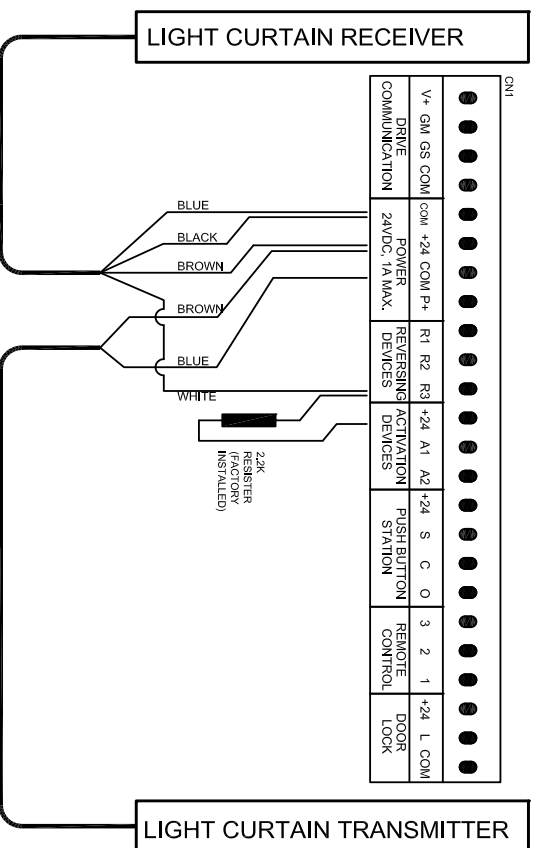 LIGHT CURTAIN RECEIVER
CN1
V+ GM GS COM COM +24 COM P+ R1 R2 R3 +24 A1 A2 +24 S C O 3 2 1 +24 L COM
DRIVE
COMMUNICATION
POWER
24VDC, 1A MAX.
REVERSING
DEVICES
ACTIVATION
DEVICES
PUSH BUTTON
STATION
REMOTE
CONTROL
DOOR
LOCK
BLUE
BLACK
BROWN
BROWN
BLUE
WHITE
2.2K
RESISTER
(FACTORY
INSTALLED)
LIGHT CURTAIN TRANSMITTER